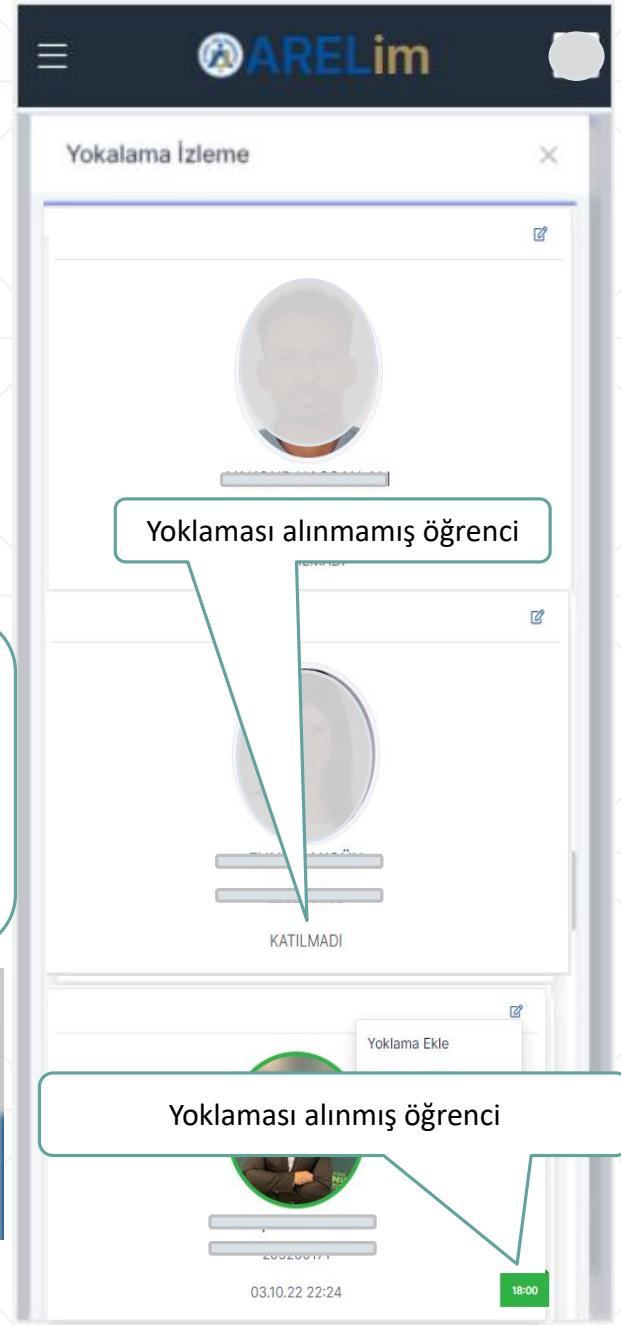 ARELim
Yokalama İzleme
Yoklaması alınmamış öğrenci
KATILMADI
Yoklama Ekle
Yoklaması alınmış öğrenci
03.10.22 22:24
18:00